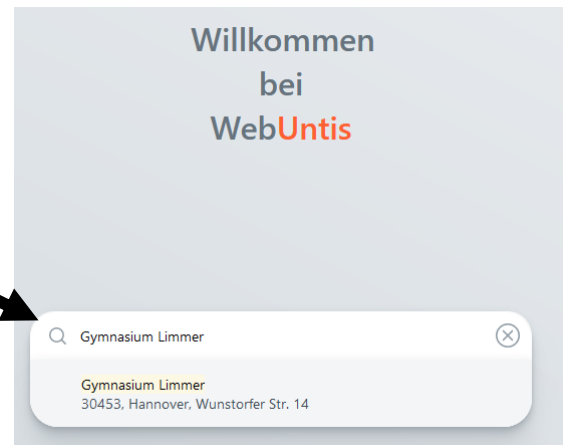 Willkommen
bei
WebUntis
Gymnasium Limmer
Gymnasium Limmer
30453, Hannover, Wunstorfer Str. 14